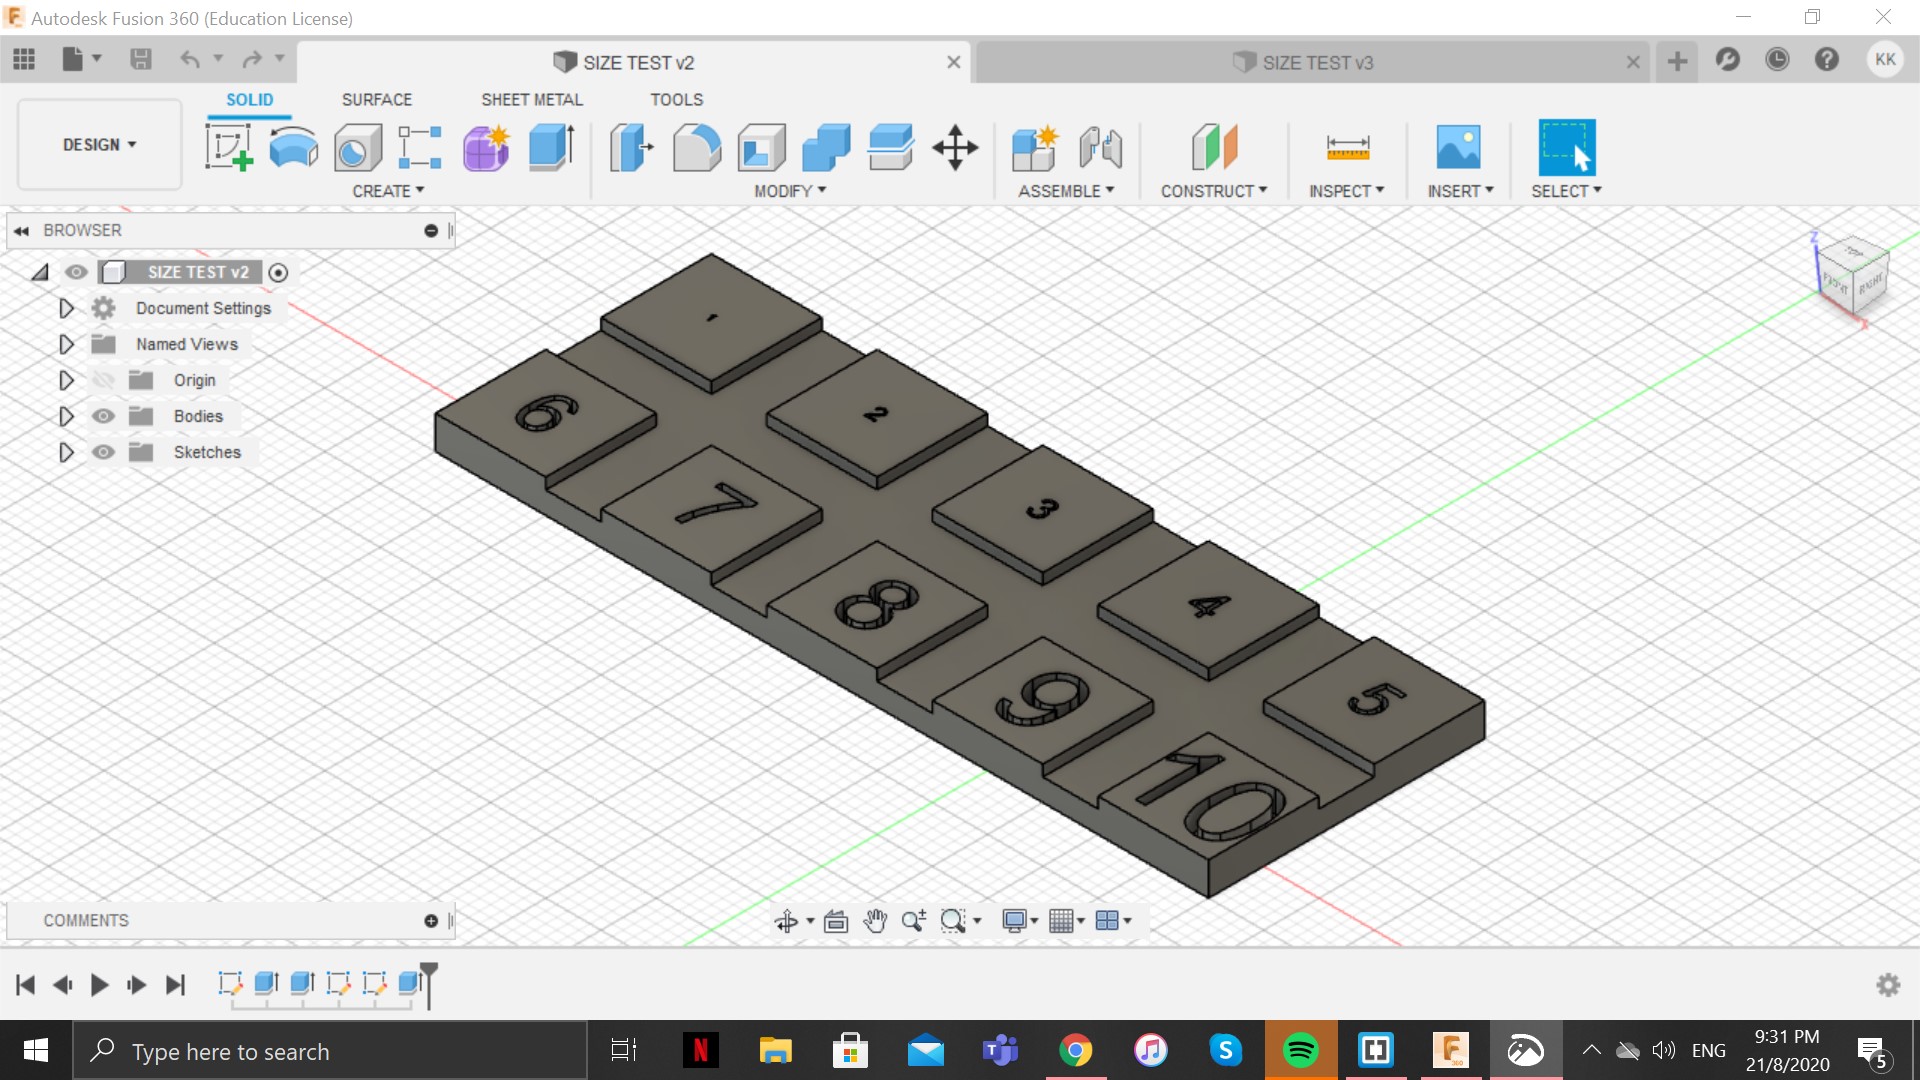 Autodesk Fusion 360 (Education License)
SIZE TEST v2
SIZE TEST v3
KK
DESIGN
SOLID
SURFACE
SHEET METAL
TOOLS
CREATE
MODIFY
ASSEMBLE
CONSTRUCT
INSPECT
INSERT
SELECT
BROWSER
SIZE TEST v2
Document Settings
Named Views
Origin
Bodies
Sketches
Z
TOP
FRONT
RIGHT
X
1
2
3
4
5
6
7
8
9
10
COMMENTS
Type here to search
ENG
9:31 PM
21/8/2020
5